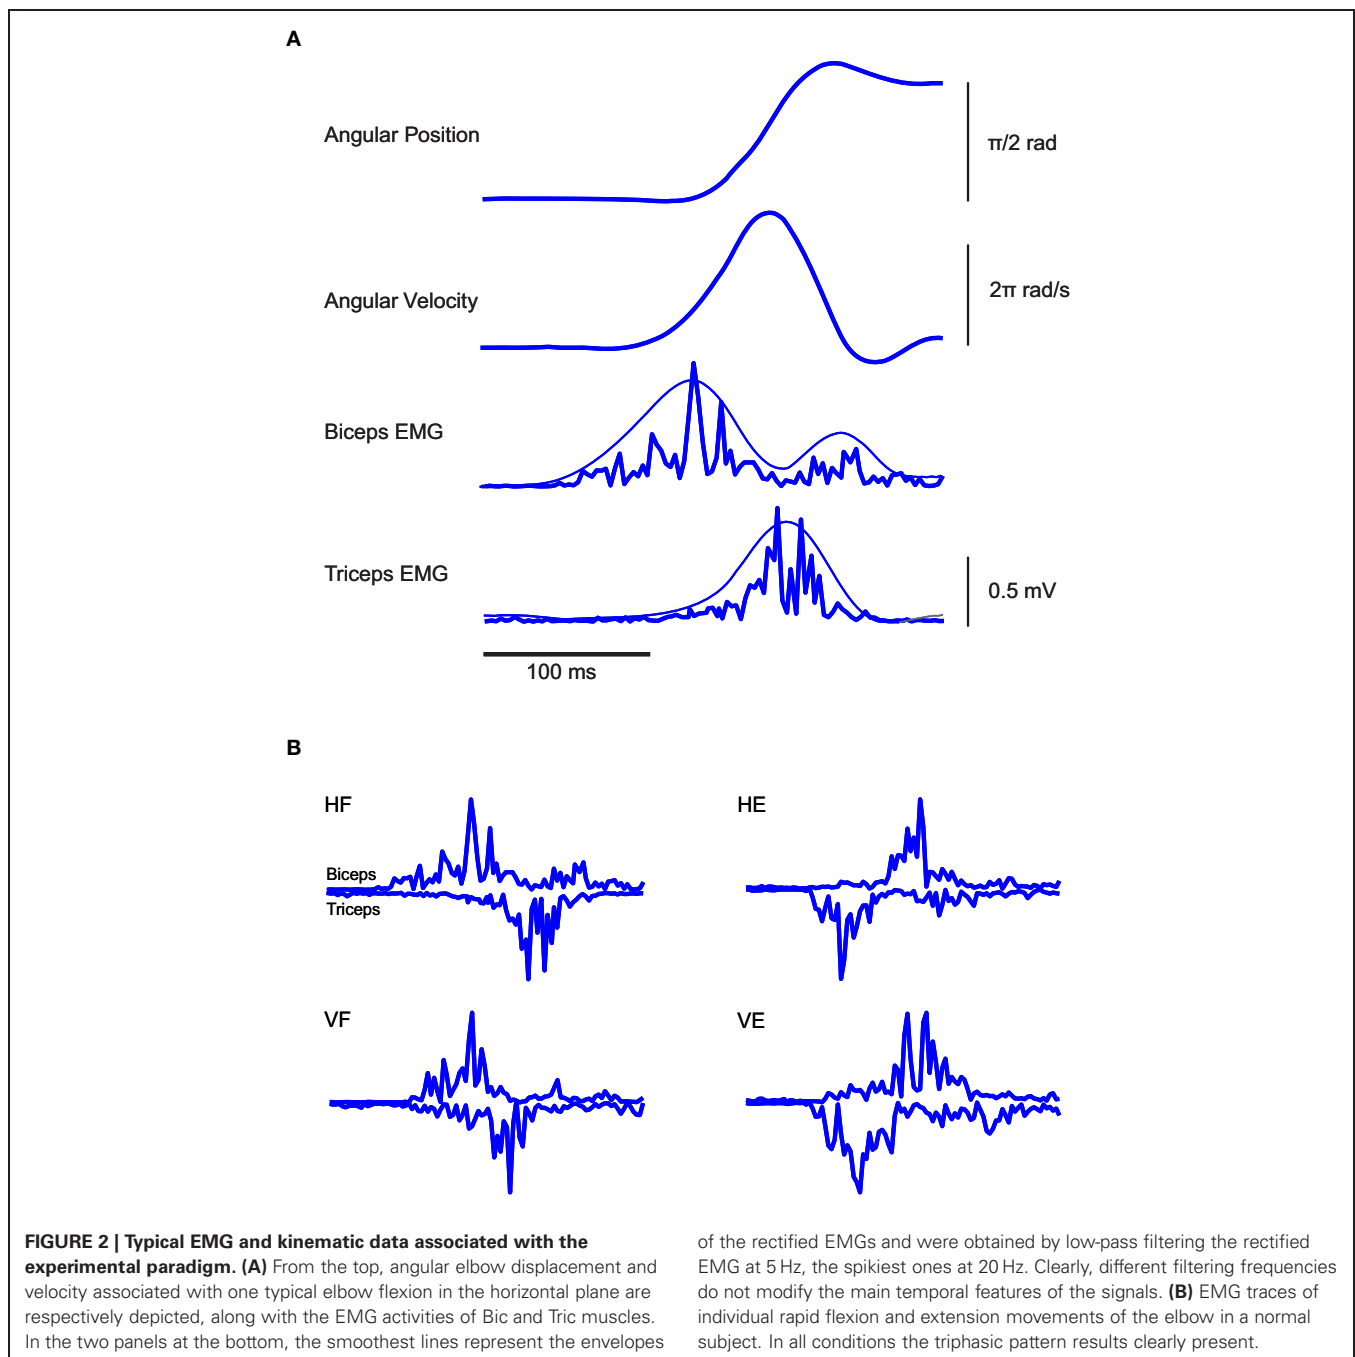 A
Angular Position
π/2 rad
Angular Velocity
2π rad/s
Biceps EMG
Triceps EMG
0.5 mV
100 ms
B
HF
HE
Biceps
Triceps
VF
VE
FIGURE 2 | Typical EMG and kinematic data associated with the
experimental paradigm. (A) From the top, angular elbow displacement and
velocity associated with one typical elbow flexion in the horizontal plane are
respectively depicted, along with the EMG activities of Bic and Tric muscles.
In the two panels at the bottom, the smoothest lines represent the envelopes
of the rectified EMGs and were obtained by low-pass filtering the rectified
EMG at 5 Hz, the spikiest ones at 20 Hz. Clearly, different filtering frequencies
do not modify the main temporal features of the signals. (B) EMG traces of
individual rapid flexion and extension movements of the elbow in a normal
subject. In all conditions the triphasic pattern results clearly present.